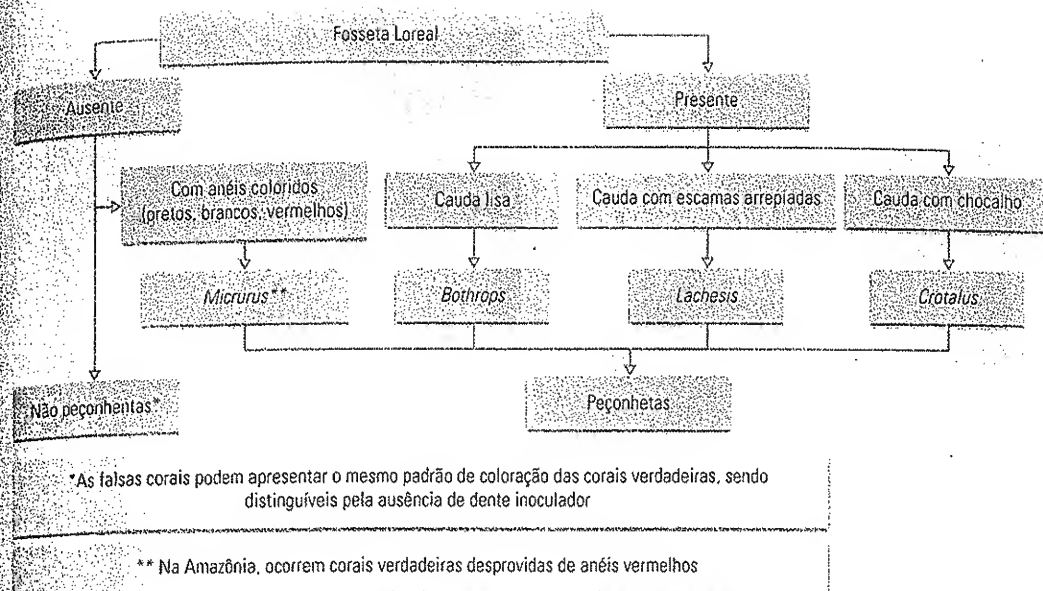 Fosseta Loreal
Ausente
Presente
Com anéis coloridos
(pretos, brancos, vermelhos)
Cauda lisa
Cauda com escamas arrepiadas
Cauda com chocalho
Micrurus**
Bothrops
Lachesis
Crotalus
Não peçonhentas*
Peçonhetas
*As falsas corais podem apresentar o mesmo padrão de coloração das corais verdadeiras, sendo
distinguíveis pela ausência de dente inoculador
** Na Amazônia, ocorrem corais verdadeiras desprovidas de anéis vermelhos